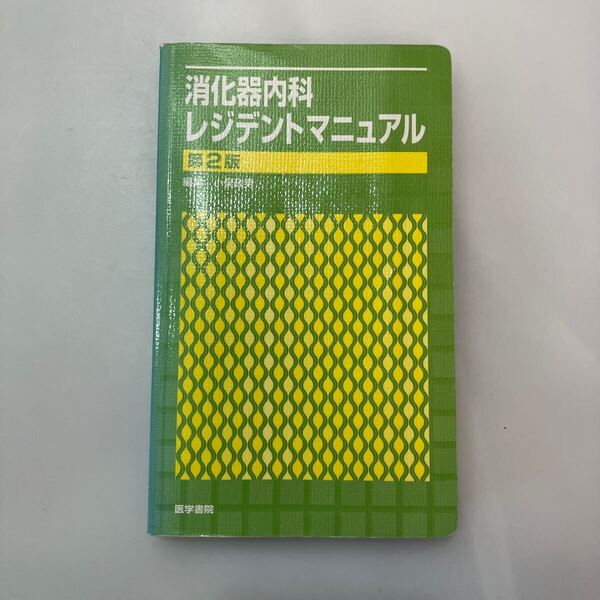 消化器内科
レジデントマニュアル
第2版
医学書院